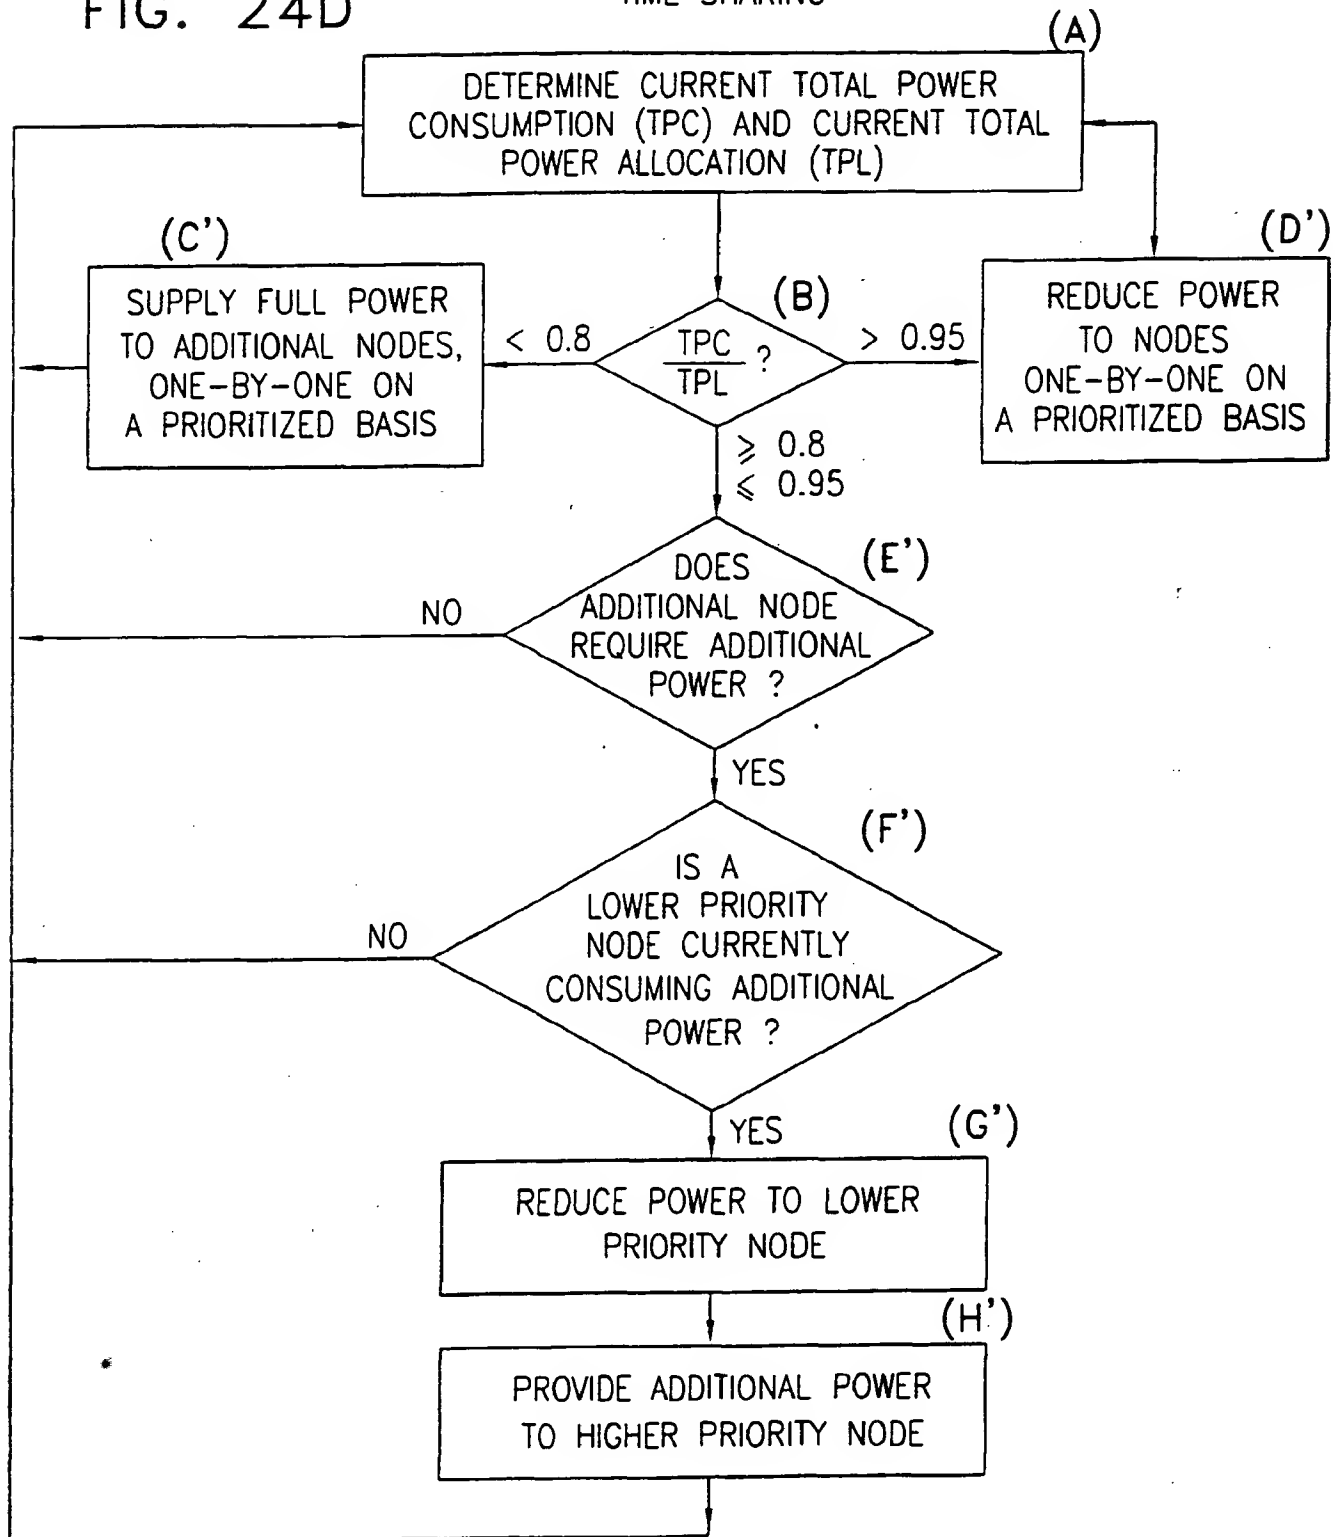 FIG. 24D
TIME SHARING
(A)
DETERMINE CURRENT TOTAL POWER
CONSUMPTION (TPC) AND CURRENT TOTAL
POWER ALLOCATION (TPL)
(C')
SUPPLY FULL POWER
TO ADDITIONAL NODES,
ONE-BY-ONE ON
A PRIORITIZED BASIS
< 0.8
(B)
TPC
TPL
?
> 0.95
(D')
REDUCE POWER
TO NODES
ONE-BY-ONE ON
A PRIORITIZED BASIS
⩾ 0.8
⩽ 0.95
(E')
DOES
ADDITIONAL NODE
REQUIRE ADDITIONAL
POWER ?
NO
YES
(F')
IS A
LOWER PRIORITY
NODE CURRENTLY
CONSUMING ADDITIONAL
POWER ?
NO
YES
(G')
REDUCE POWER TO LOWER
PRIORITY NODE
(H')
PROVIDE ADDITIONAL POWER
TO HIGHER PRIORITY NODE